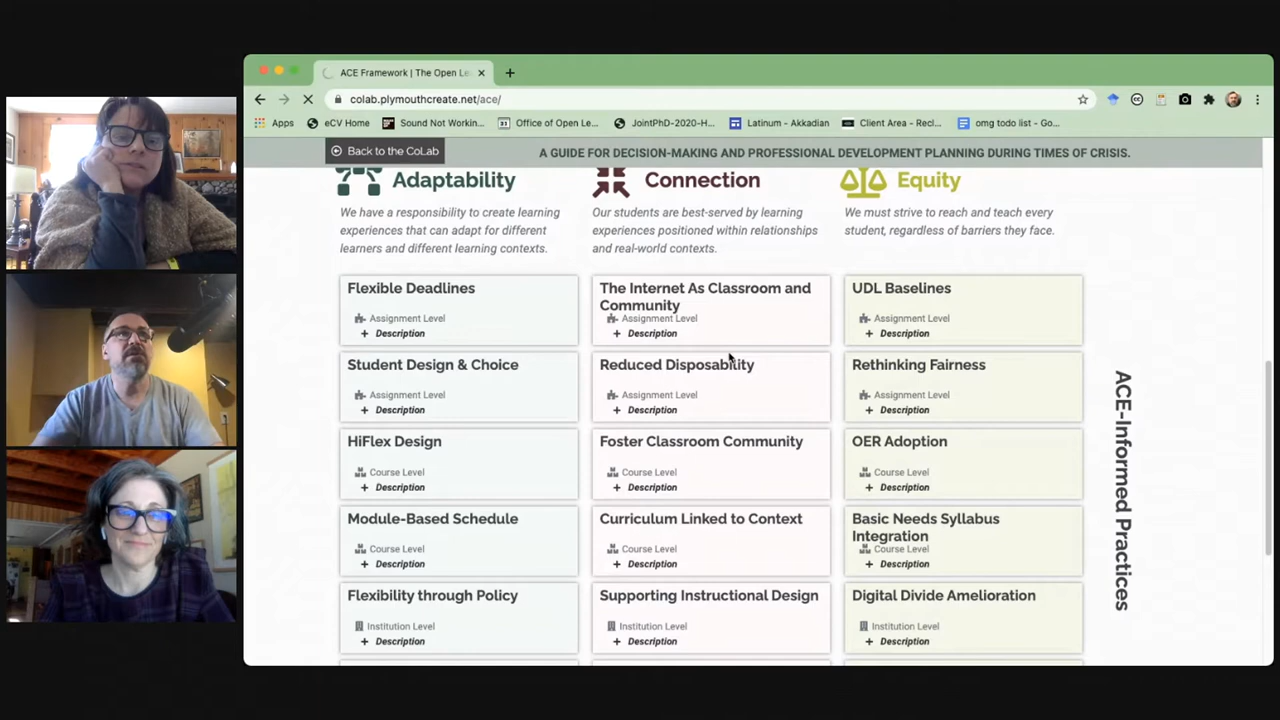 ACE Framework | The Open Le
colab.plymouthcreate.net/ace/
Apps
eCV Home
Sound Not Workin...
Office of Open Le...
JointPhD-2020-H...
Latinum - Akkadian
Client Area - Recl...
omg todo list - Go...
Back to the CoLab
A GUIDE FOR DECISION-MAKING AND PROFESSIONAL DEVELOPMENT PLANNING DURING TIMES OF CRISIS.
Adaptability
We have a responsibility to create learning
experiences that can adapt for different
learners and different learning contexts.
Flexible Deadlines
Assignment Level
+ Description
Student Design & Choice
Assignment Level
+ Description
HiFlex Design
Course Level
+ Description
Module-Based Schedule
Course Level
+ Description
Flexibility through Policy
Institution Level
+ Description
Connection
Our students are best-served by learning
experiences positioned within relationships
and real-world contexts.
The Internet As Classroom and
Community
Assignment Level
+ Description
Reduced Disposability
Assignment Level
+ Description
Foster Classroom Community
Course Level
+ Description
Curriculum Linked to Context
Course Level
+ Description
Supporting Instructional Design
Institution Level
+ Description
Equity
We must strive to reach and teach every
student, regardless of barriers they face.
UDL Baselines
Assignment Level
+ Description
Rethinking Fairness
Assignment Level
+ Description
OER Adoption
Course Level
+ Description
Basic Needs Syllabus
Integration
Course Level
+ Description
Digital Divide Amelioration
Institution Level
+ Description
ACE-Informed Practices